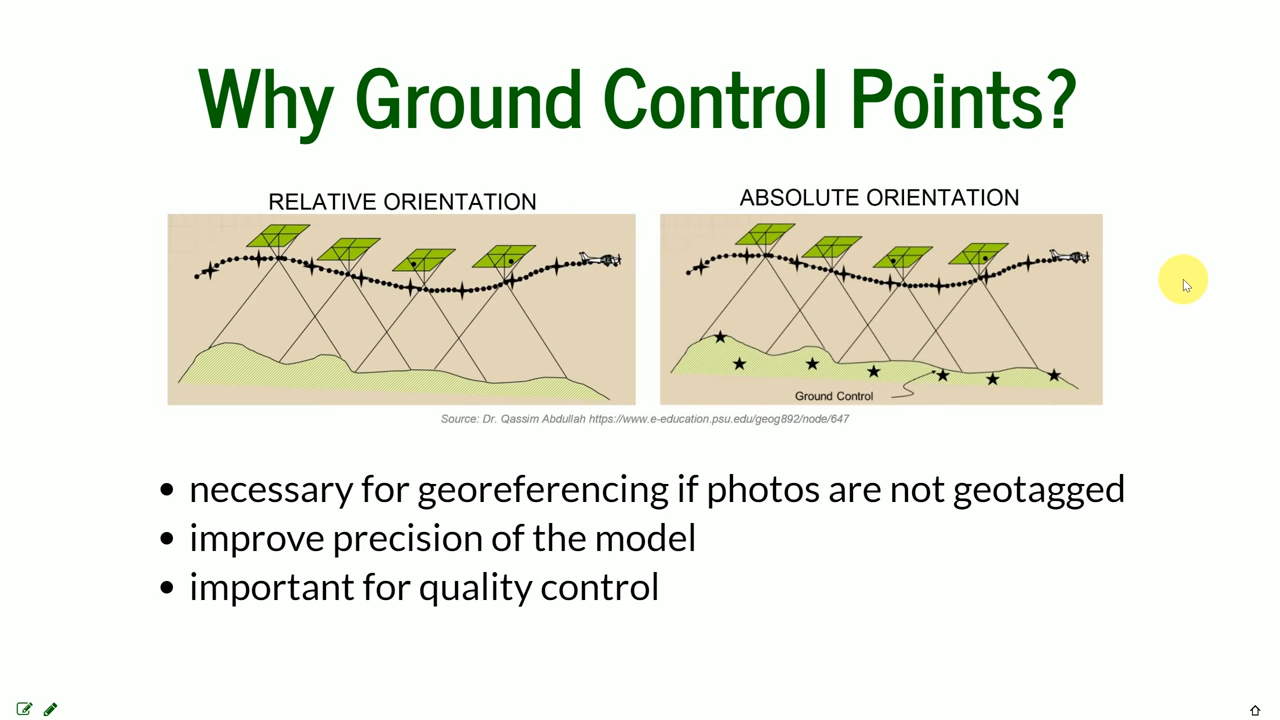 Why Ground Control Points?
RELATIVE ORIENTATION
ABSOLUTE ORIENTATION
Ground Control
Source: Dr. Qassim Abdullah https://www.e-education.psu.edu/geog892/node/647
• necessary for georeferencing if photos are not geotagged
• improve precision of the model
• important for quality control